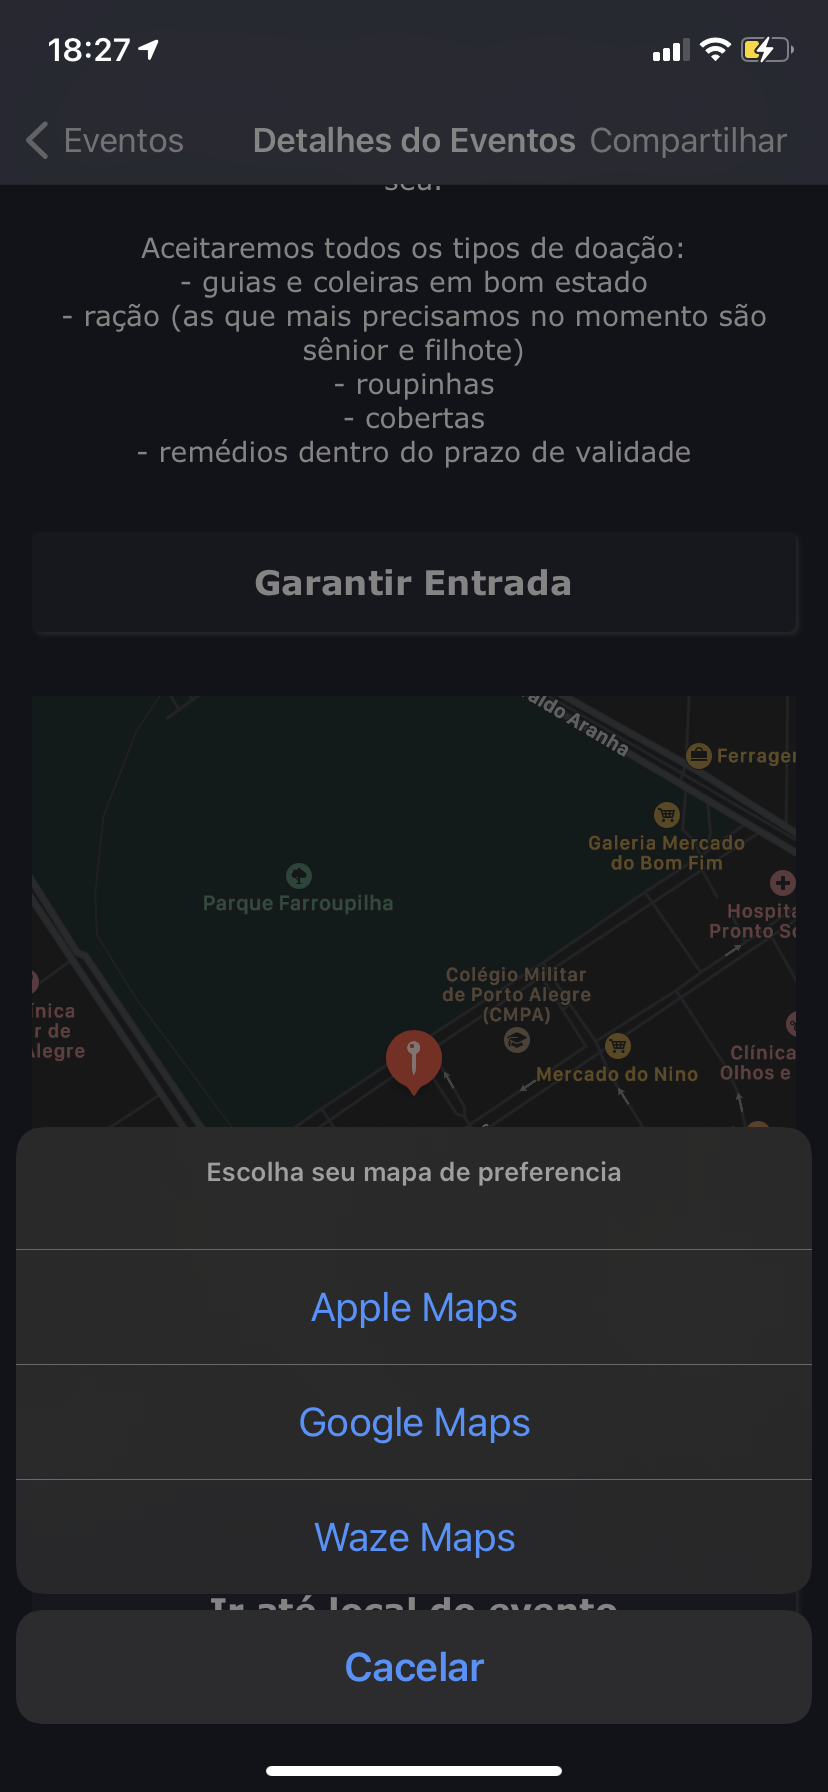 18:27
Eventos
Detalhes do Eventos
Compartilhar
seu.
Aceitaremos todos os tipos de doação:
- guias e coleiras em bom estado
- ração (as que mais precisamos no momento são
sênior e filhote)
- roupinhas
- cobertas
- remédios dentro do prazo de validade
Garantir Entrada
aldo Aranha
Ferrager
Galeria Mercado
do Bom Fim
Parque Farroupilha
Hospita
Pronto So
Colégio Militar
de Porto Alegre
(CMPA)
ínica
r de
Alegre
Mercado do Nino
Clínica
Olhos e
Escolha seu mapa de preferencia
Apple Maps
Google Maps
Waze Maps
Ir até local do evento
Cacelar